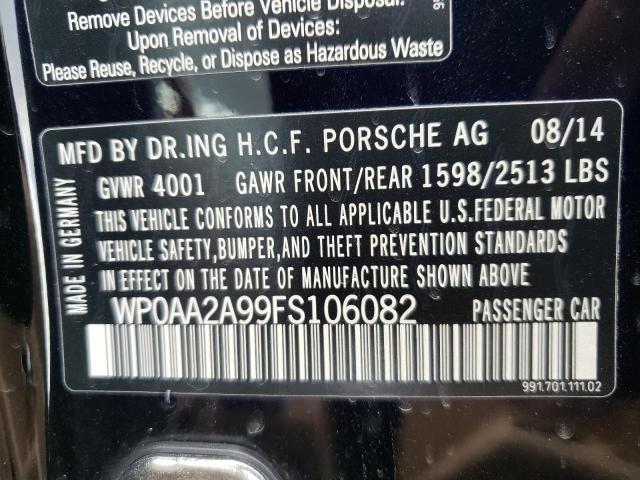 Remove Devices Before Vehicle Disposal.
Upon Removal of Devices:
Please Reuse, Recycle, or Dispose as Hazardous Waste
MFD BY DR.ING H.C.F. PORSCHE AG 08/14
GVWR 4001 GAWR FRONT/REAR 1598/2513 LBS
THIS VEHICLE CONFORMS TO ALL APPLICABLE U.S.FEDERAL MOTOR
VEHICLE SAFETY,BUMPER,AND THEFT PREVENTION STANDARDS
IN EFFECT ON THE DATE OF MANUFACTURE SHOWN ABOVE.
WP0AA2A99FS106082 PASSENGER CAR
991.701.111.02
MADE IN GERMANY